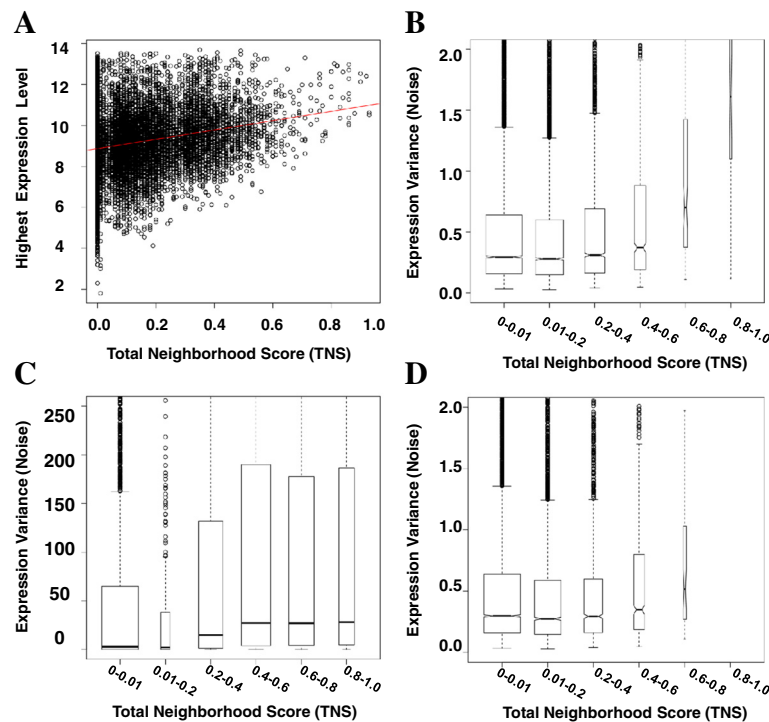 A
Highest Expression Level
14
12
10
8
6
4
2
0.0 0.2 0.4 0.6 0.8 1.0
Total Neighborhood Score (TNS)
B
Expression Variance (Noise)
2.0
1.5
1.0
0.5
0.0
0-0.01 0.01-0.2 0.2-0.4 0.4-0.6 0.6-0.8 0.8-1.0
Total Neighborhood Score (TNS)
C
Expression Variance (Noise)
250
200
150
100
50
0
0-0.01 0.01-0.2 0.2-0.4 0.4-0.6 0.6-0.8 0.8-1.0
Total Neighborhood Score (TNS)
D
Expression Variance (Noise)
2.0
1.5
1.0
0.5
0.0
0-0.01 0.01-0.2 0.2-0.4 0.4-0.6 0.6-0.8 0.8-1.0
Total Neighborhood Score (TNS)